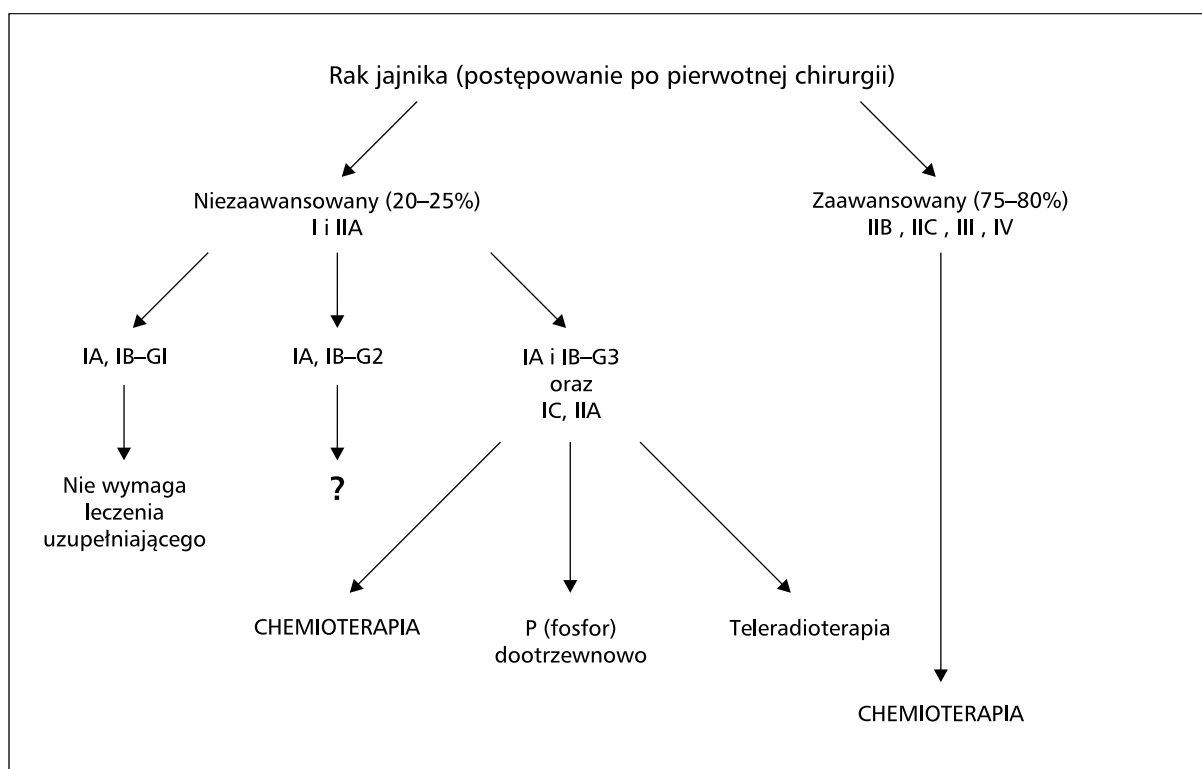 Rak jajnika (postępowanie po pierwotnej chirurgii)
Niezaawansowany (20–25%)
I i IIA
Zaawansowany (75–80%)
IIB , IIC , III , IV
IA, IB–GI
IA, IB–G2
IA i IB–G3
oraz
IC, IIA
Nie wymaga
leczenia
uzupełniającego
?
CHEMIOTERAPIA
P (fosfor)
dootrzewnowo
Teleradioterapia
CHEMIOTERAPIA